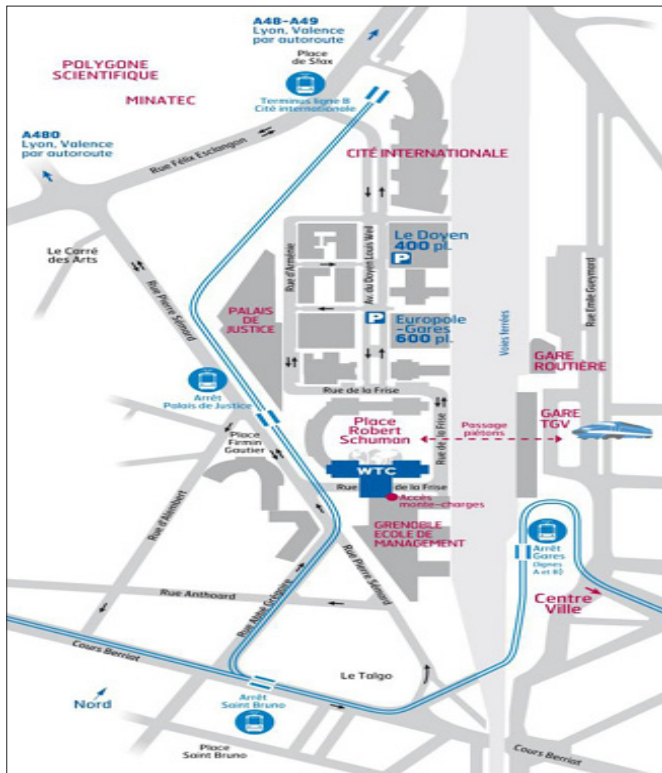 A48-A49
Lyon, Valence
par autoroute
Place
de Sfax
POLYGONE
SCIENTIFIQUE
MINATEC
Terminus ligne B
Cité internationale
A480
Lyon, Valence
par autoroute
Rue Félix Esclangon
CITÉ INTERNATIONALE
Le Carré
des Arts
Rue Pierre Sémard
Rue d'Arménie
Av. du Doyen Louis Weil
Le Doyen
400 pl.
P
PALAIS
DE
JUSTICE
P
Europole
-Gares
600 pl.
Voies ferrées
Rue Emile Gueymard
GARE
ROUTIÈRE
Arrêt
Palais de Justice
Rue de la Frise
Place
Robert
Schuman
Rue de la Frise
Passage
piétons
GARE
TGV
Place
Firmin
Gautier
WTC
Rue de la Frise
Accès
monte-charges
Rue d'Alembert
GRENOBLE
ECOLE DE
MANAGEMENT
Arrêt
Gares
(lignes
A et B)
Rue Anthoard
Rue Abbé Grégoire
Rue Pierre Sémard
Centre
Ville
Cours Berriat
Le Talgo
Nord
Arrêt
Saint Bruno
Place
Saint Bruno
Cours Berriat